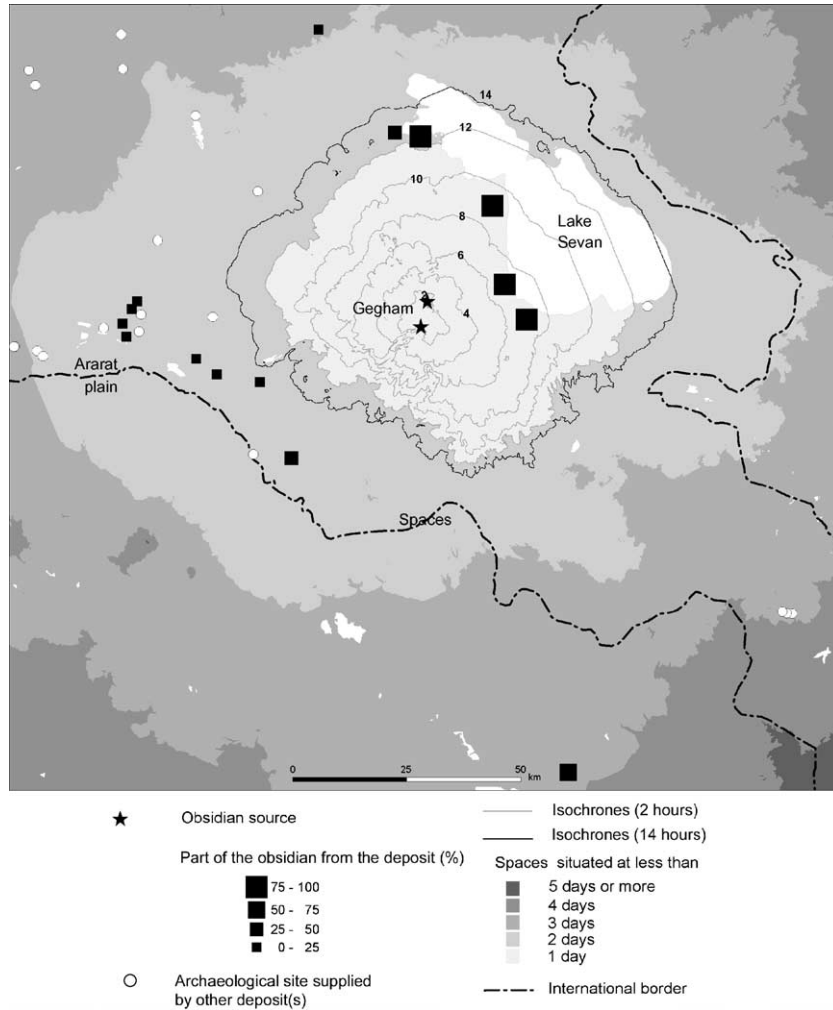 14
12
10
8
Lake
Sevan
6
2
Gegham
4
Ararat
plain
Spaces
0 25 50
km
Obsidian source
Part of the obsidian from the deposit (%)
75 - 100
50 - 75
25 - 50
0 - 25
Archaeological site supplied
by other deposit(s)
Isochrones (2 hours)
Isochrones (14 hours)
Spaces situated at less than
5 days or more
4 days
3 days
2 days
1 day
International border